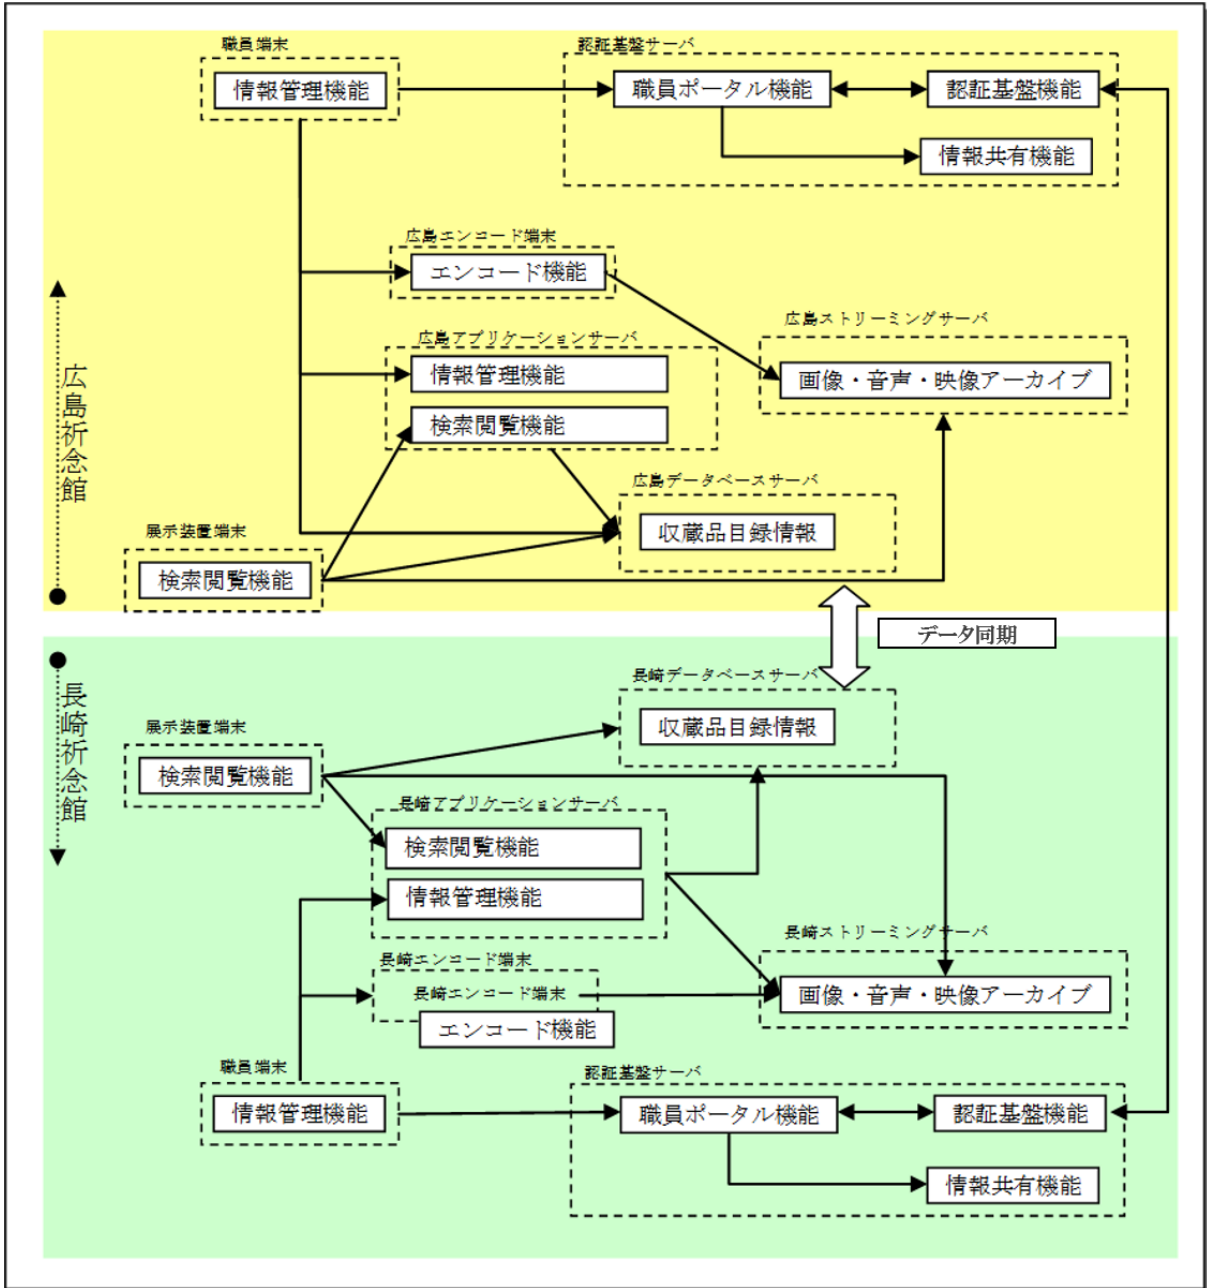 職員端末
情報管理機能
認証基盤サーバ
職員ポータル機能
認証基盤機能
情報共有機能
広島エンコード端末
エンコード機能
広島ストリーミングサーバ
画像・音声・映像アーカイブ
広島アプリケーションサーバ
情報管理機能
検索閲覧機能
広島祈念館
広島データベースサーバ
収蔵品目録情報
展示装置端末
検索閲覧機能
データ同期
長崎祈念館
長崎データベースサーバ
収蔵品目録情報
展示装置端末
検索閲覧機能
長崎アプリケーションサーバ
検索閲覧機能
情報管理機能
長崎ストリーミングサーバ
画像・音声・映像アーカイブ
長崎エンコード端末
長崎エンコード端末
エンコード機能
職員端末
情報管理機能
認証基盤サーバ
職員ポータル機能
認証基盤機能
情報共有機能